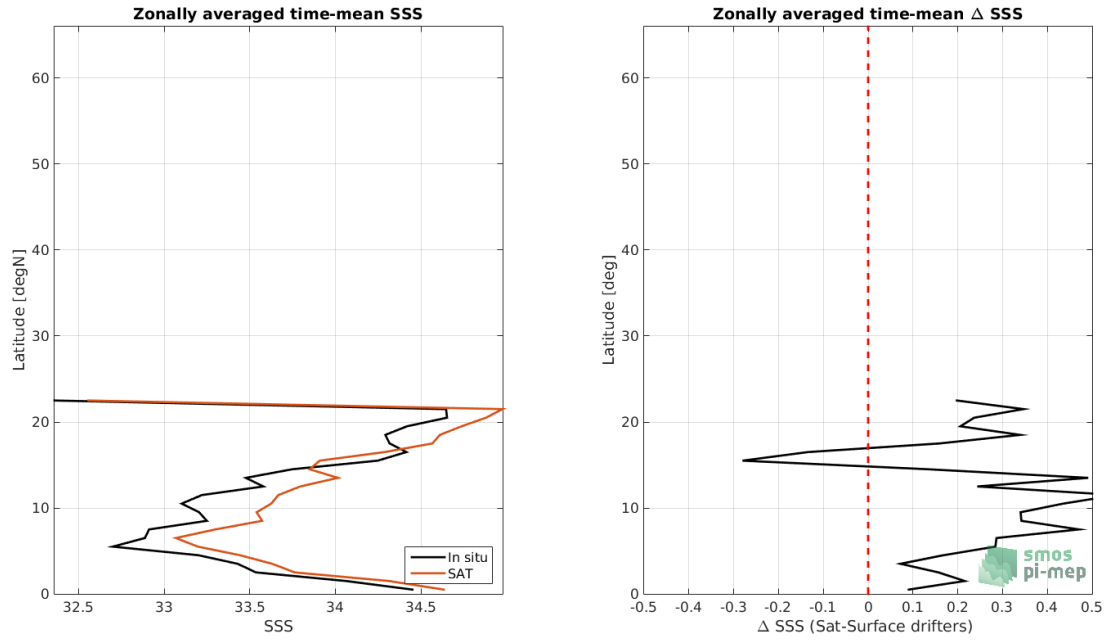 Zonally averaged time-mean SSS
60
50
40
30
20
10
0
32.5 33 33.5 34 34.5
Latitude [degN]
SSS
In situ
SAT
Zonally averaged time-mean Δ SSS
60
50
40
30
20
10
0
-0.5 -0.4 -0.3 -0.2 -0.1 0 0.1 0.2 0.3 0.4 0.5
Latitude [deg]
Δ SSS (Sat-Surface drifters)
smos
pi-mep